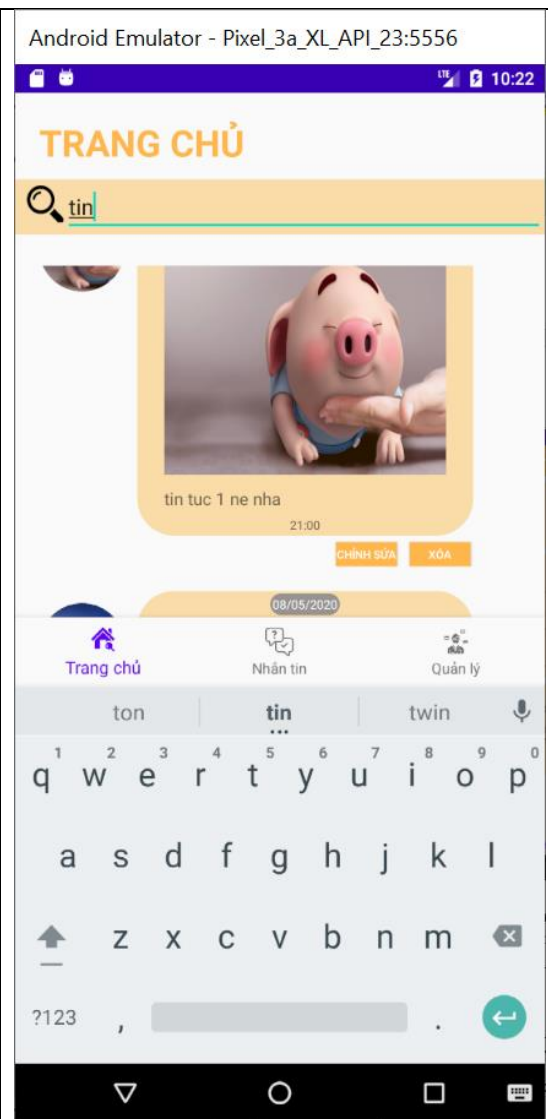 Android Emulator - Pixel_3a_XL_API_23:5556
LTE 10:22
TRANG CHỦ
tin
tin tuc 1 ne nha
21:00
CHỈNH SỬA XÓA
08/05/2020
Trang chủ Nhắn tin Quản lý
ton tin twin
1 2 3 4 5 6 7 8 9 0
q w e r t y u i o p
a s d f g h j k l
z x c v b n m
?123 , .